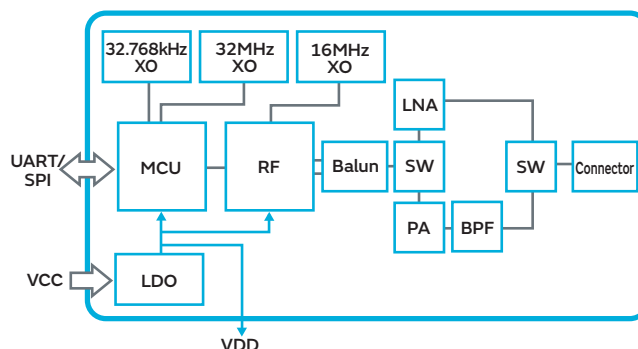 32.768kHz
XO
32MHz
XO
16MHz
XO
LNA
UART/
SPI
MCU
RF
Balun
SW
SW
Connector
PA
BPF
VCC
LDO
VDD